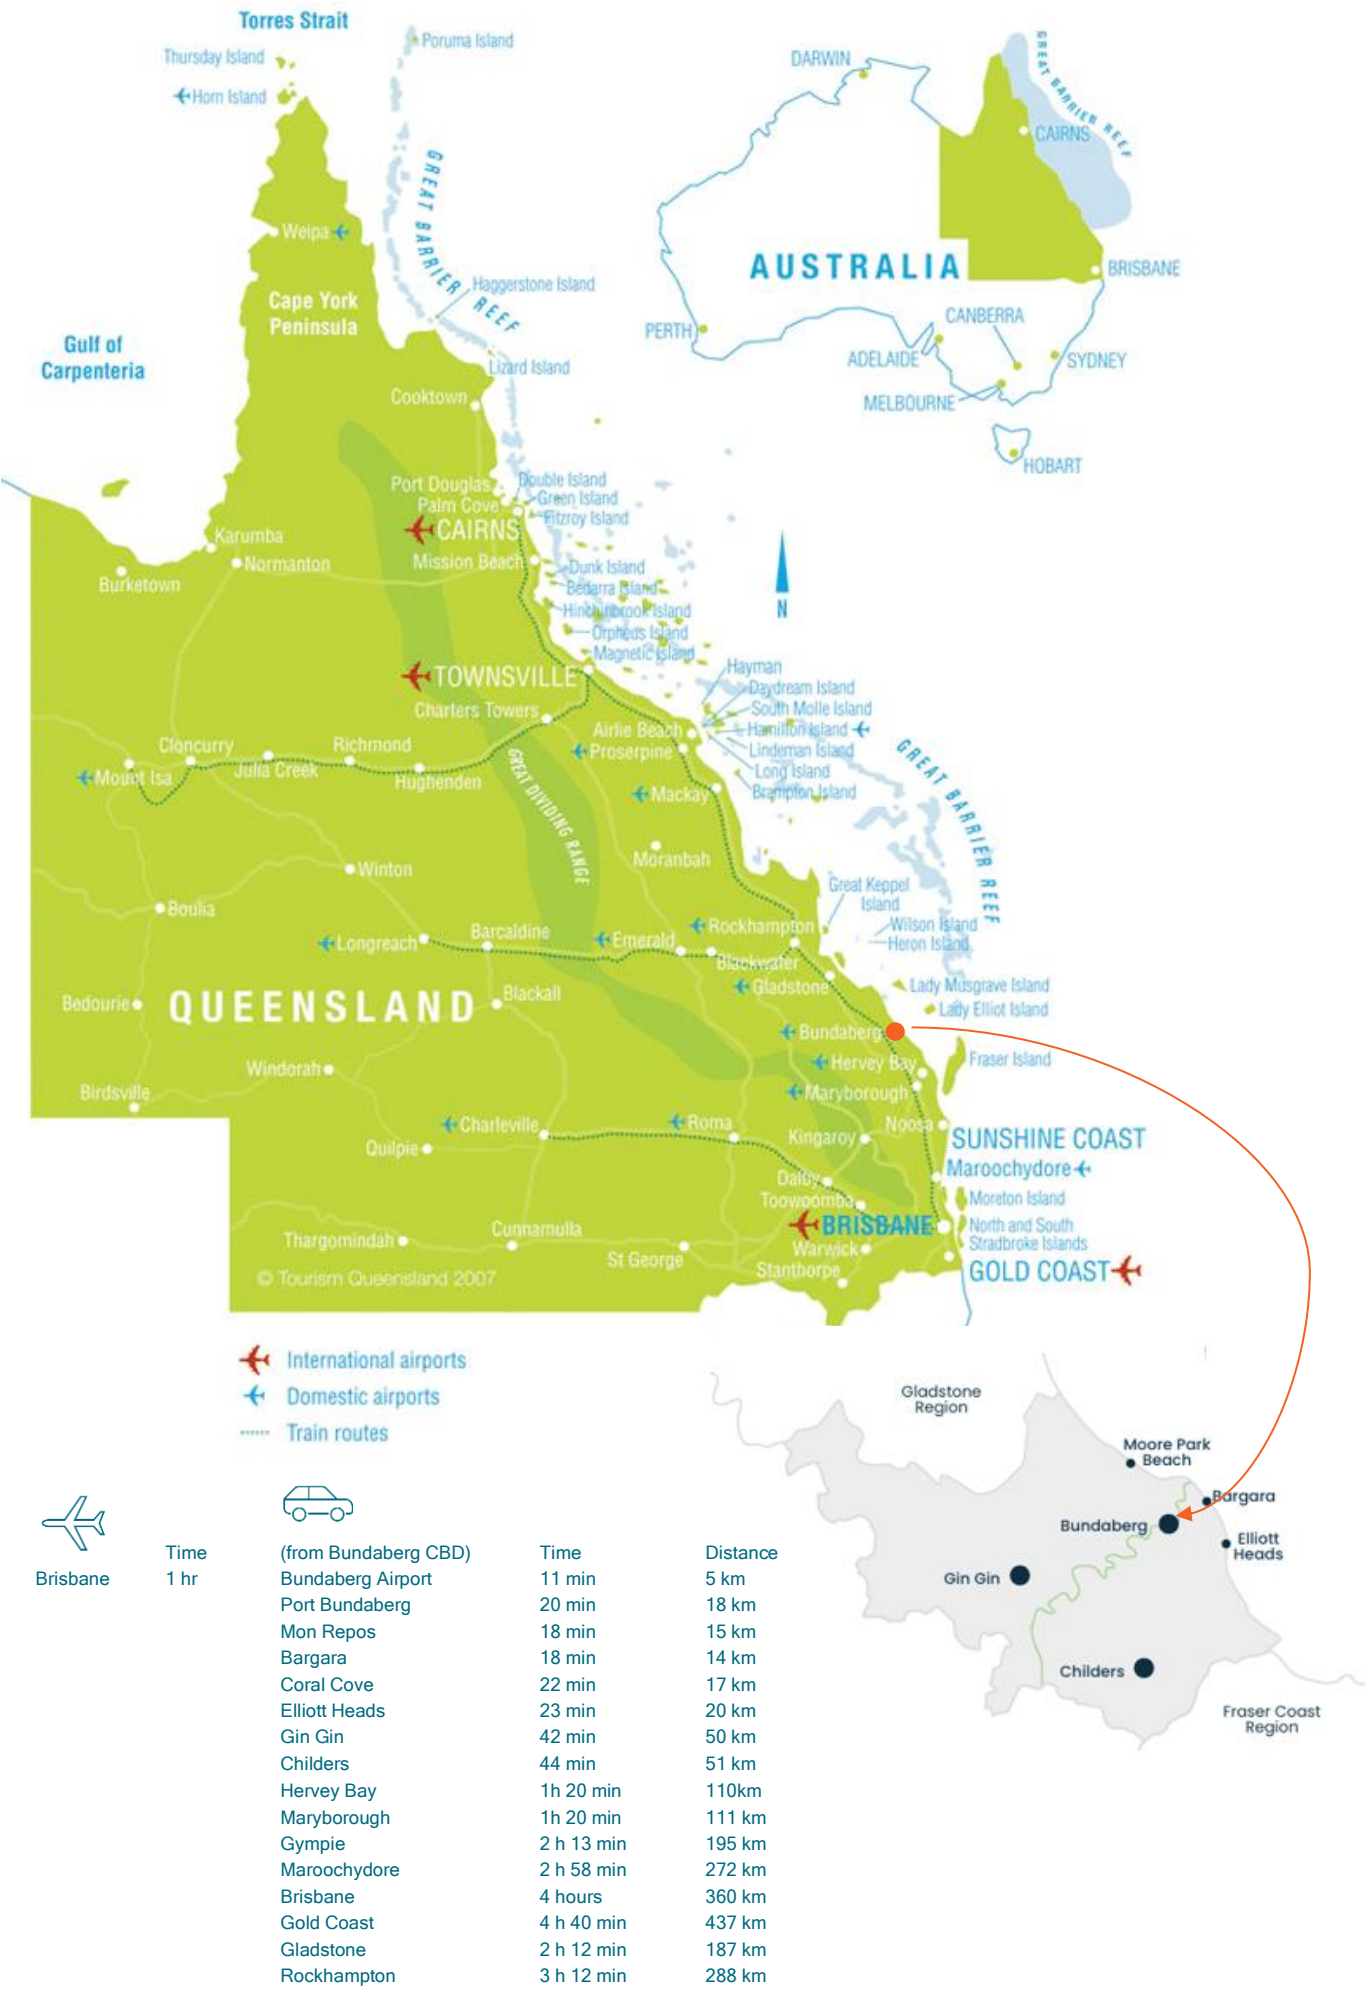 Torres Strait
Thursday Island
Horn Island
Poruma Island
GREAT BARRIER REEF
Weipa
Cape York
Peninsula
Haggerstone Island
Gulf of
Carpenteria
Lizard Island
Cooktown
Port Douglas
Double Island
Palm Cove
Green Island
Fitzroy Island
CAIRNS
Karumba
Normanton
Mission Beach
Dunk Island
Burketown
Bedarra Island
Hinchinbrook Island
Orpheus Island
Magnetic Island
TOWNSVILLE
Hayman
Charters Towers
Daydream Island
South Molle Island
Airlie Beach
Hamilton Island
Cloncurry
Richmond
Proserpine
Lindeman Island
Mount Isa
Julia Creek
Hughenden
Long Island
Mackay
Brampton Island
GREAT DIVIDING RANGE
GREAT BARRIER REEF
Moranbah
Winton
Great Keppel
Island
Boulia
Rockhampton
Wilson Island
Longreach
Barcaldine
Emerald
Heron Island
Blackwater
Gladstone
Lady Musgrave Island
Bedourie
QUEENSLAND
Blackall
Lady Elliot Island
Bundaberg
Hervey Bay
Fraser Island
Windorah
Birdsville
Maryborough
Charleville
Roma
Noosa
Quilpie
Kingaroy
SUNSHINE COAST
Maroochydore
Dalby
Toowoomba
Moreton Island
BRISBANE
North and South
Stradbroke Islands
Thargomindah
Cunnamulla
St George
Warwick
Stanthorpe
GOLD COAST
© Tourism Queensland 2007
N
DARWIN
GREAT BARRIER REEF
CAIRNS
AUSTRALIA
BRISBANE
CANBERRA
PERTH
ADELAIDE
SYDNEY
MELBOURNE
HOBART
International airports
Domestic airports
Train routes
Gladstone
Region
Moore Park
Beach
Bargara
Bundaberg
Elliott
Heads
Gin Gin
Childers
Fraser Coast
Region
Time (from Bundaberg CBD) Time Distance
Brisbane 1 hr Bundaberg Airport 11 min 5 km
Port Bundaberg 20 min 18 km
Mon Repos 18 min 15 km
Bargara 18 min 14 km
Coral Cove 22 min 17 km
Elliott Heads 23 min 20 km
Gin Gin 42 min 50 km
Childers 44 min 51 km
Hervey Bay 1h 20 min 110km
Maryborough 1h 20 min 111 km
Gympie 2 h 13 min 195 km
Maroochydore 2 h 58 min 272 km
Brisbane 4 hours 360 km
Gold Coast 4 h 40 min 437 km
Gladstone 2 h 12 min 187 km
Rockhampton 3 h 12 min 288 km